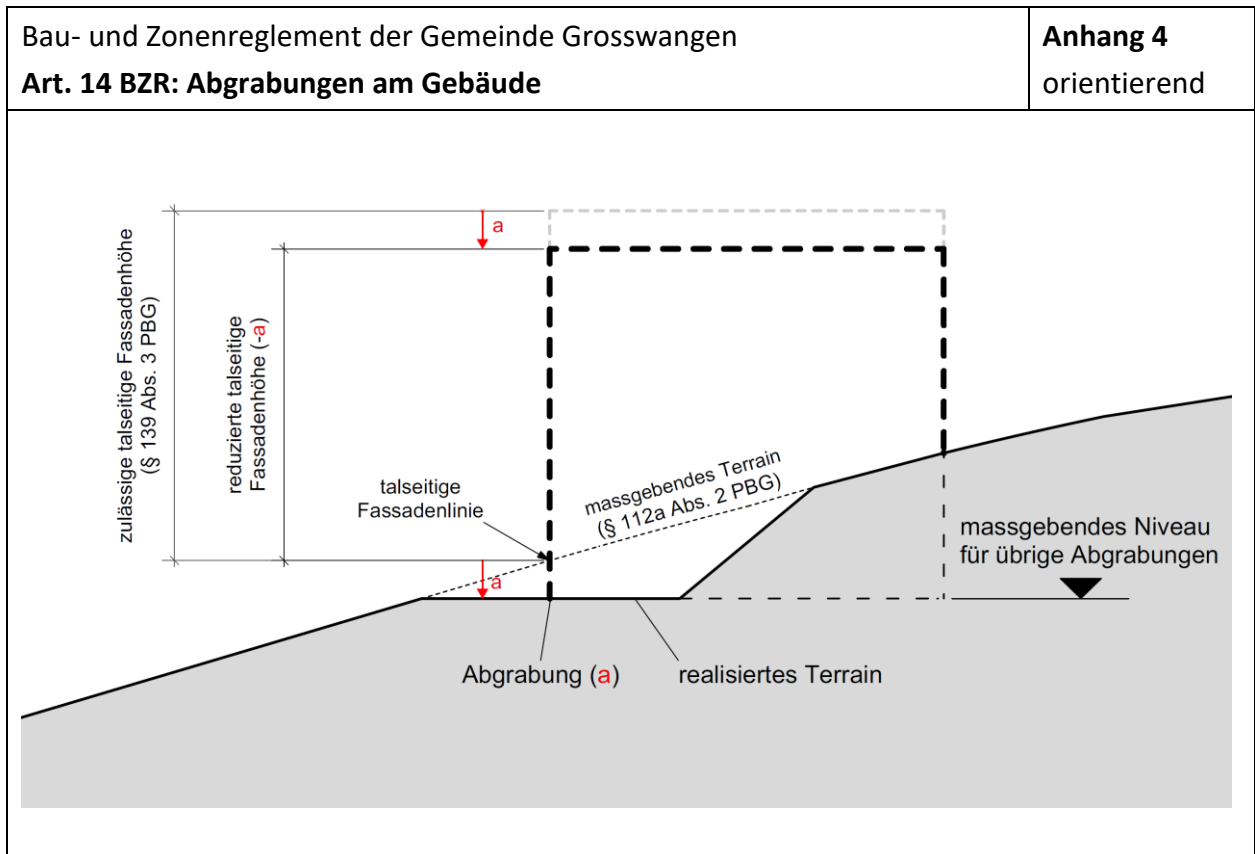 Bau- und Zonenreglement der Gemeinde Grosswangen
Art. 14 BZR: Abgrabungen am Gebäude
Anhang 4
orientierend
a
zulässige talseitige Fassadenhöhe
(§ 139 Abs. 3 PBG)
reduzierte talseitige
Fassadenhöhe (-a)
talseitige
Fassadenlinie
massgebendes Terrain
(§ 112a Abs. 2 PBG)
massgebendes Niveau
für übrige Abgrabungen
a
Abgrabung (a)
realisiertes Terrain